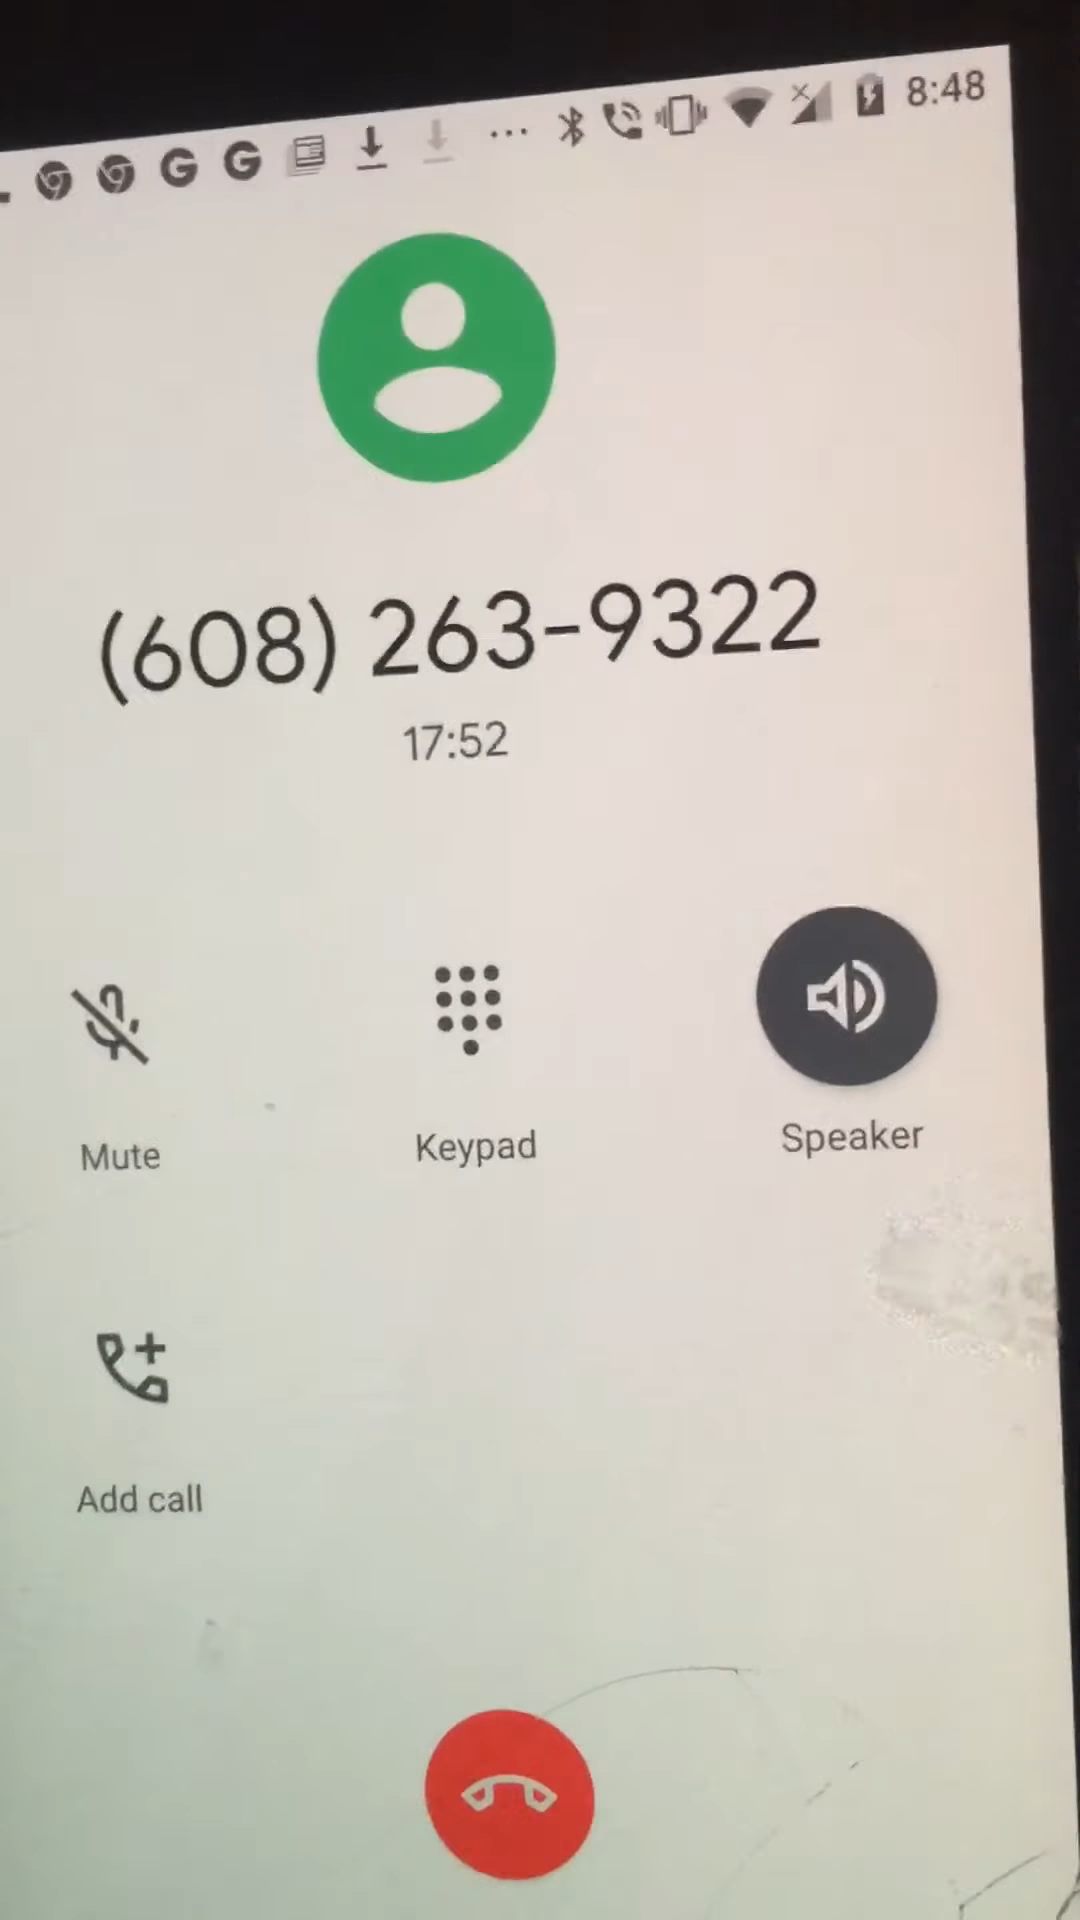 8:48
(608) 263-9322
17:52
Mute
Keypad
Speaker
Add call